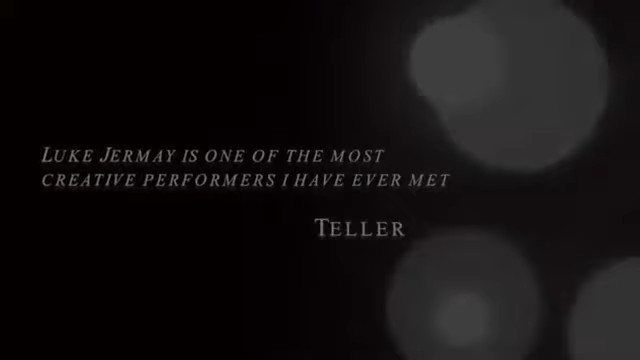 LUKE JERMAY IS ONE OF THE MOST
CREATIVE PERFORMERS I HAVE EVER MET
TELLER